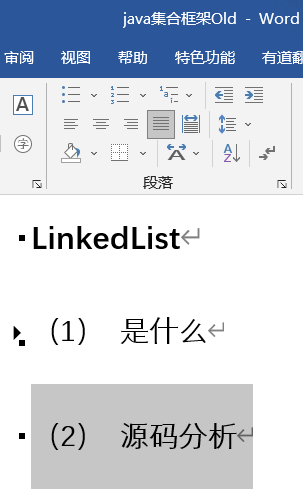 java集合框架Old - Word
审阅 视图 帮助 特色功能 有道翻
A
字
段落
LinkedList
（1） 是什么
（2） 源码分析